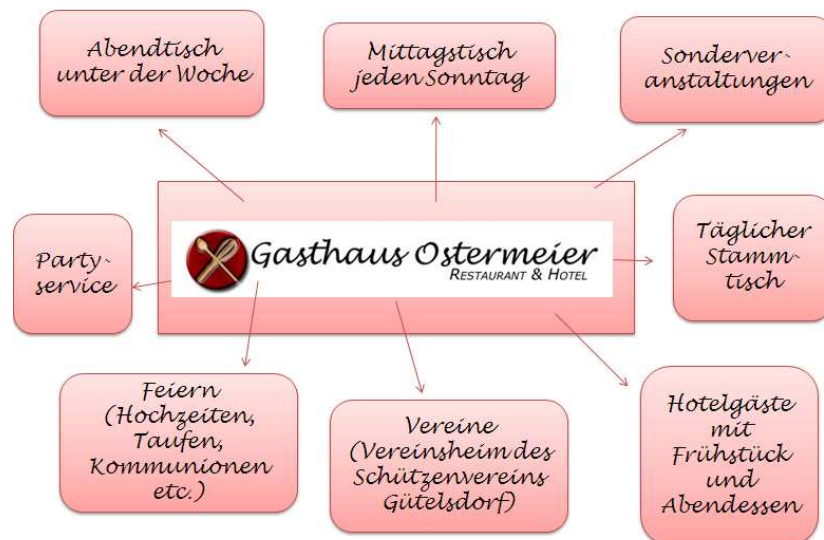 Abendtisch
unter der Woche
Mittagstisch
jeden Sonntag
Sonderver-
anstaltungen
Party-
service
Gasthaus Ostermeier
RESTAURANT & HOTEL
Täglicher
Stamm-
tisch
Feiern
(Hochzeiten,
Taufen,
Kommunionen
etc.)
Vereine
(Vereinsheim des
Schützenvereins
Gütelsdorf)
Hotelgäste
mit
Frühstück
und
Abendessen